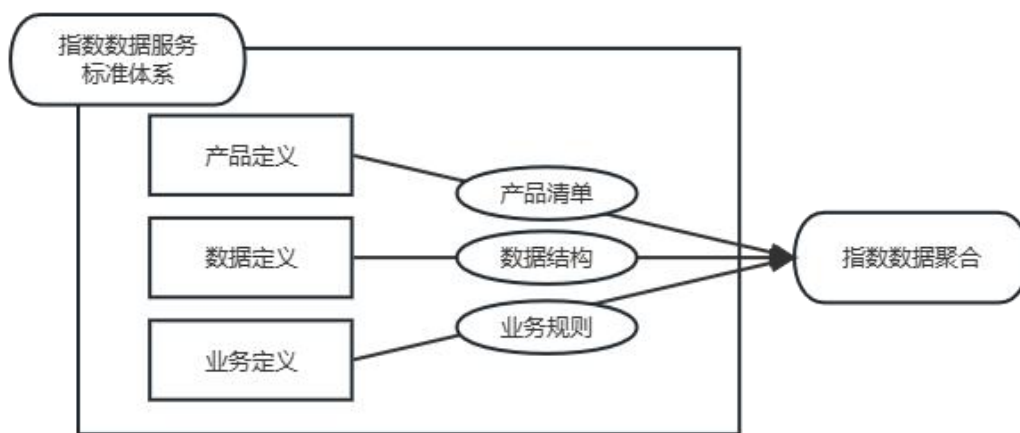 指数数据服务
标准体系
产品定义
产品清单
数据定义
数据结构
指数数据聚合
业务规则
业务定义